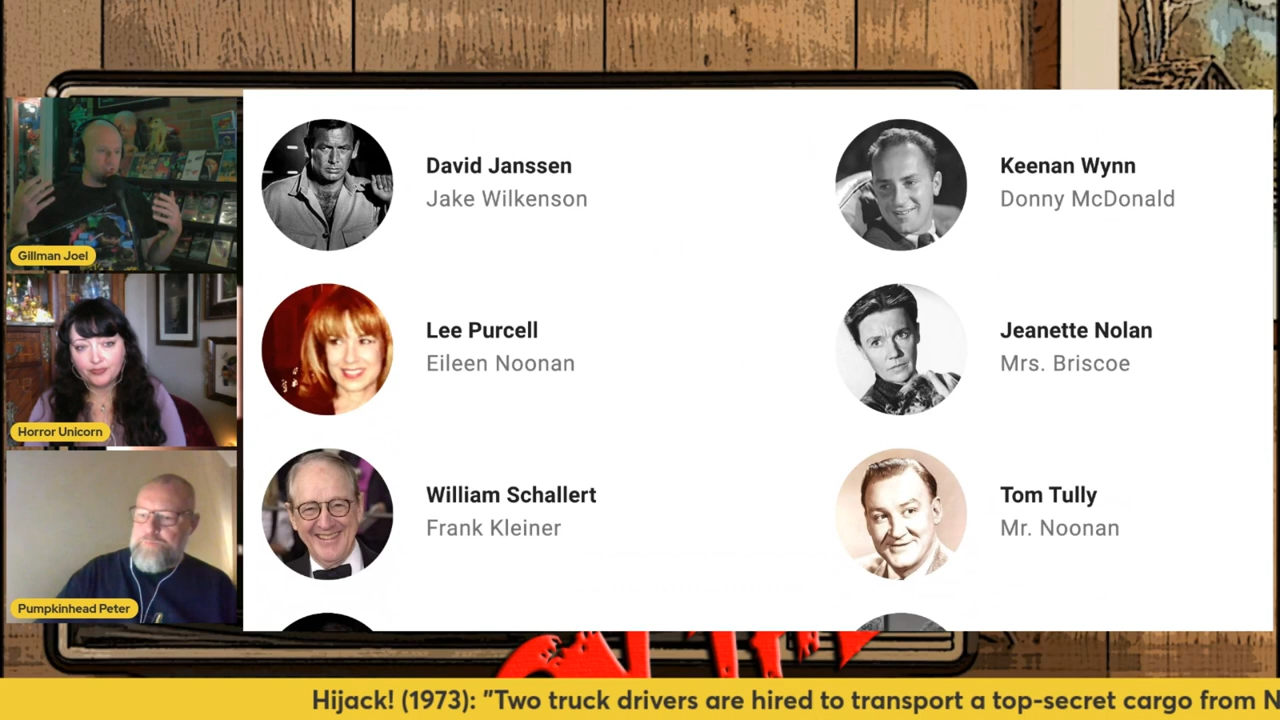 Gillman Joel
Horror Unicorn
Pumpkinhead Peter
David Janssen
Jake Wilkenson
Keenan Wynn
Donny McDonald
Lee Purcell
Eileen Noonan
Jeanette Nolan
Mrs. Briscoe
William Schallert
Frank Kleiner
Tom Tully
Mr. Noonan
Hijack! (1973): "Two truck drivers are hired to transport a top-secret cargo from N